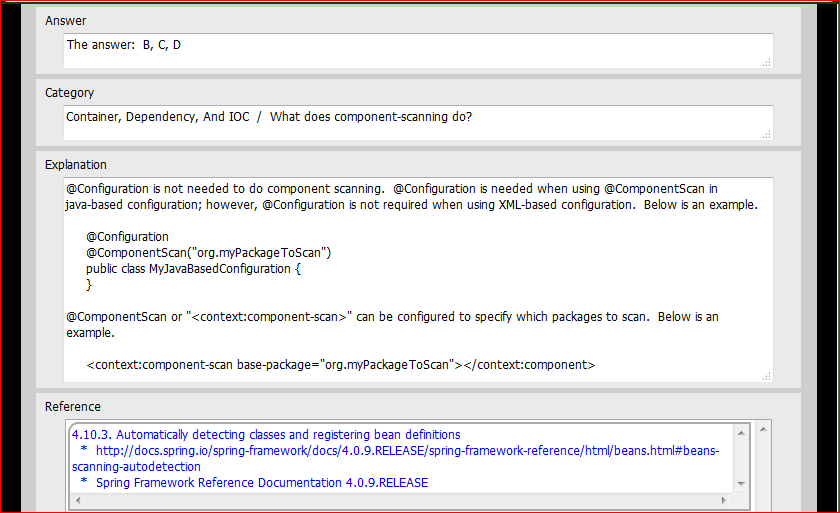 Answer
The answer:  B, C, D
Category
Container, Dependency, And IOC  /  What does component-scanning do?
Explanation
@Configuration is not needed to do component scanning.  @Configuration is needed when using @ComponentScan in
java-based configuration; however, @Configuration is not required when using XML-based configuration.  Below is an example.
@Configuration
@ComponentScan("org.myPackageToScan")
public class MyJavaBasedConfiguration {
}
@ComponentScan or "<context:component-scan>" can be configured to specify which packages to scan.  Below is an
example.
<context:component-scan base-package="org.myPackageToScan"></context:component>
Reference
4.10.3. Automatically detecting classes and registering bean definitions
*  http://docs.spring.io/spring-framework/docs/4.0.9.RELEASE/spring-framework-reference/html/beans.html#beans-
scanning-autodetection
*  Spring Framework Reference Documentation 4.0.9.RELEASE